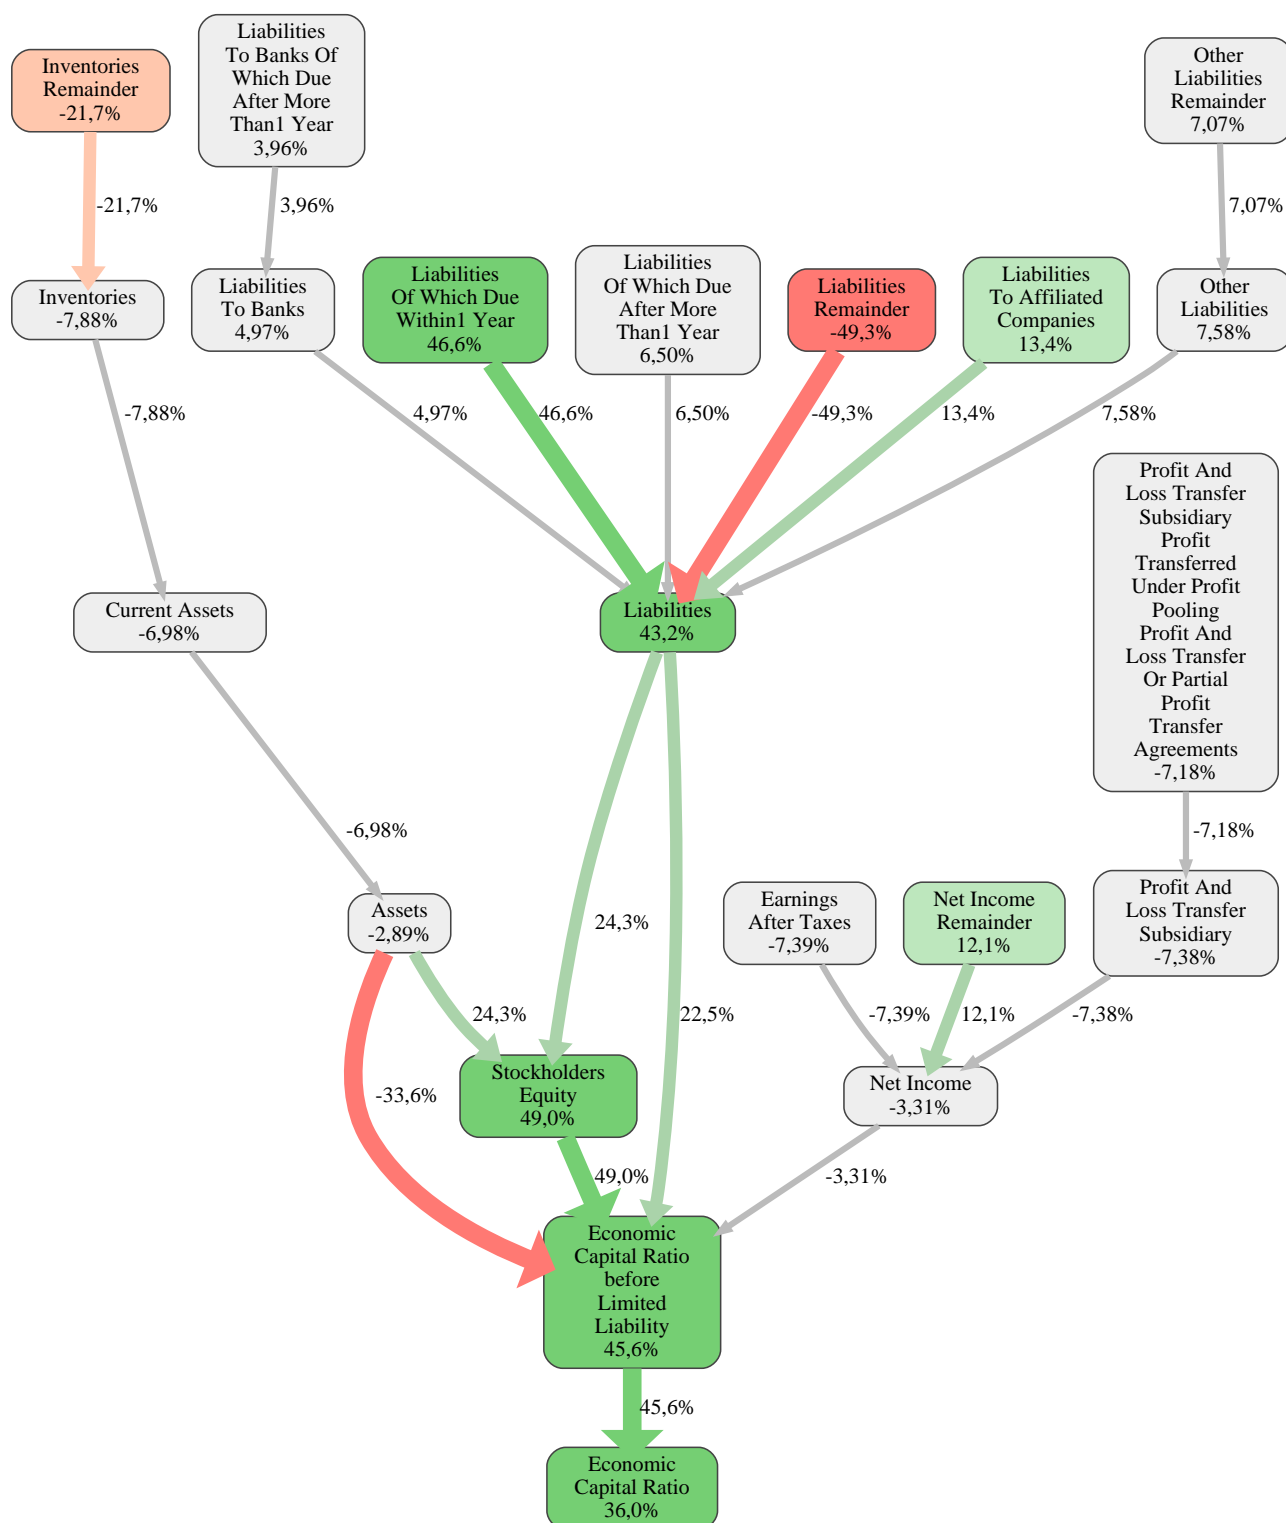 Liabilities
To Banks Of
Which Due
After More
Than1 Year
3,96%
Inventories
Remainder
-21,7%
Other
Liabilities
Remainder
7,07%
-21,7%
3,96%
7,07%
Inventories
-7,88%
Liabilities
To Banks
4,97%
Liabilities
Of Which Due
Within1 Year
46,6%
Liabilities
Of Which Due
After More
Than1 Year
6,50%
Liabilities
Remainder
-49,3%
Liabilities
To Affiliated
Companies
13,4%
Other
Liabilities
7,58%
-7,88%
4,97%
46,6%
6,50%
-49,3%
13,4%
7,58%
Profit And
Loss Transfer
Subsidiary
Profit
Transferred
Under Profit
Pooling
Profit And
Loss Transfer
Or Partial
Profit
Transfer
Agreements
-7,18%
Current Assets
-6,98%
Liabilities
43,2%
-6,98%
-7,18%
Assets
-2,89%
24,3%
Earnings
After Taxes
-7,39%
Net Income
Remainder
12,1%
Profit And
Loss Transfer
Subsidiary
-7,38%
24,3%
22,5%
-7,39%
12,1%
-7,38%
-33,6%
Stockholders
Equity
49,0%
Net Income
-3,31%
49,0%
-3,31%
Economic
Capital Ratio
before
Limited
Liability
45,6%
45,6%
Economic
Capital Ratio
36,0%